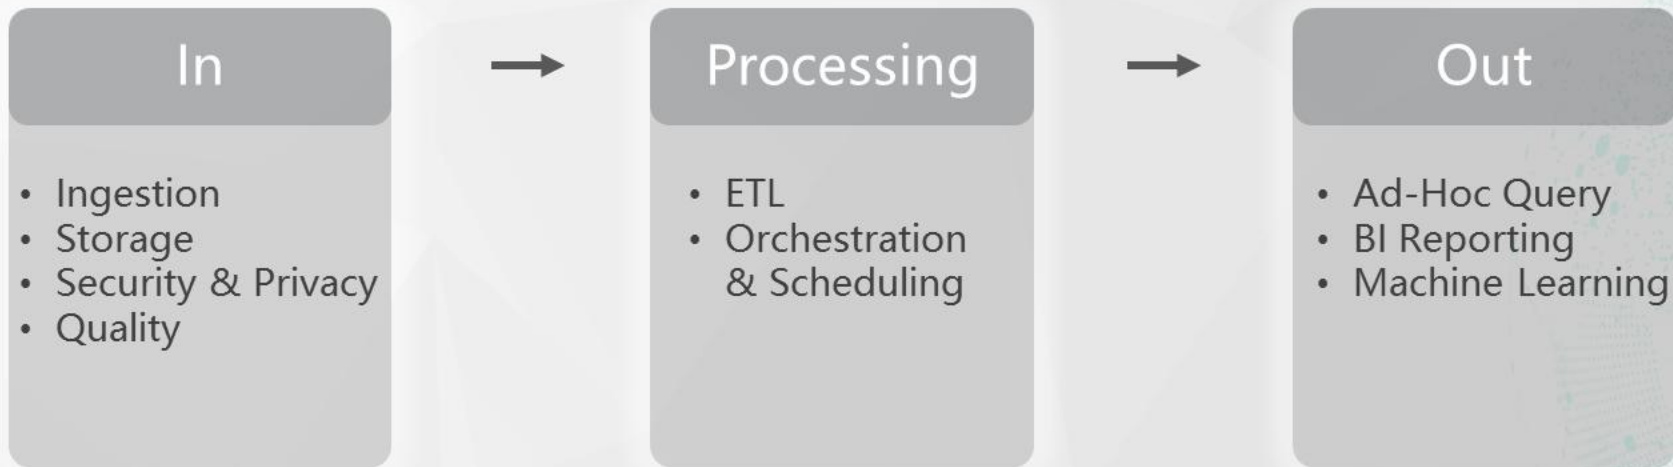 In
• Ingestion
• Storage
• Security & Privacy
• Quality
Processing
• ETL
• Orchestration
& Scheduling
Out
• Ad-Hoc Query
• BI Reporting
• Machine Learning